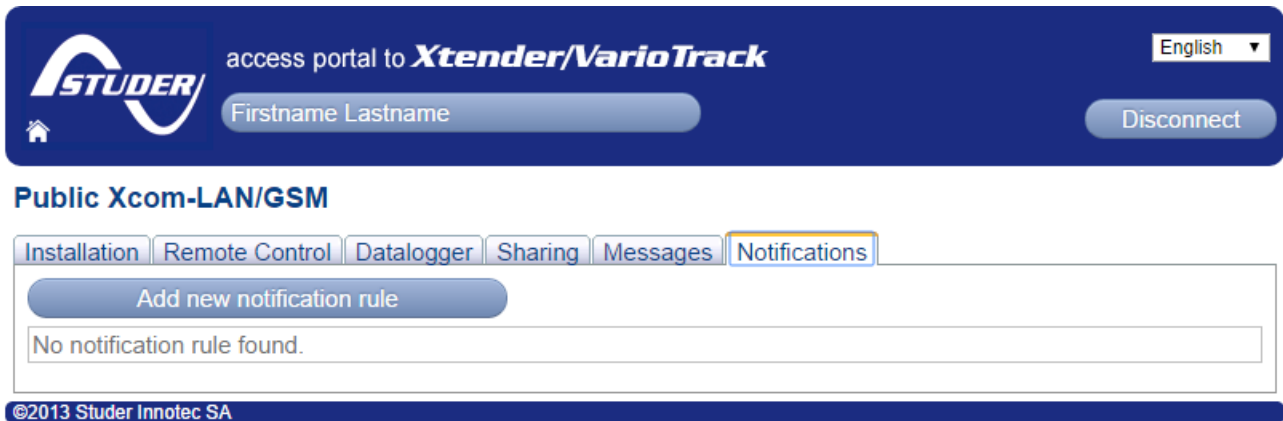 STUDER
access portal to Xtender/VarioTrack
English
Firstname Lastname
Disconnect
Public Xcom-LAN/GSM
Installation Remote Control Datalogger Sharing Messages Notifications
Add new notification rule
No notification rule found.
©2013 Studer Innotec SA